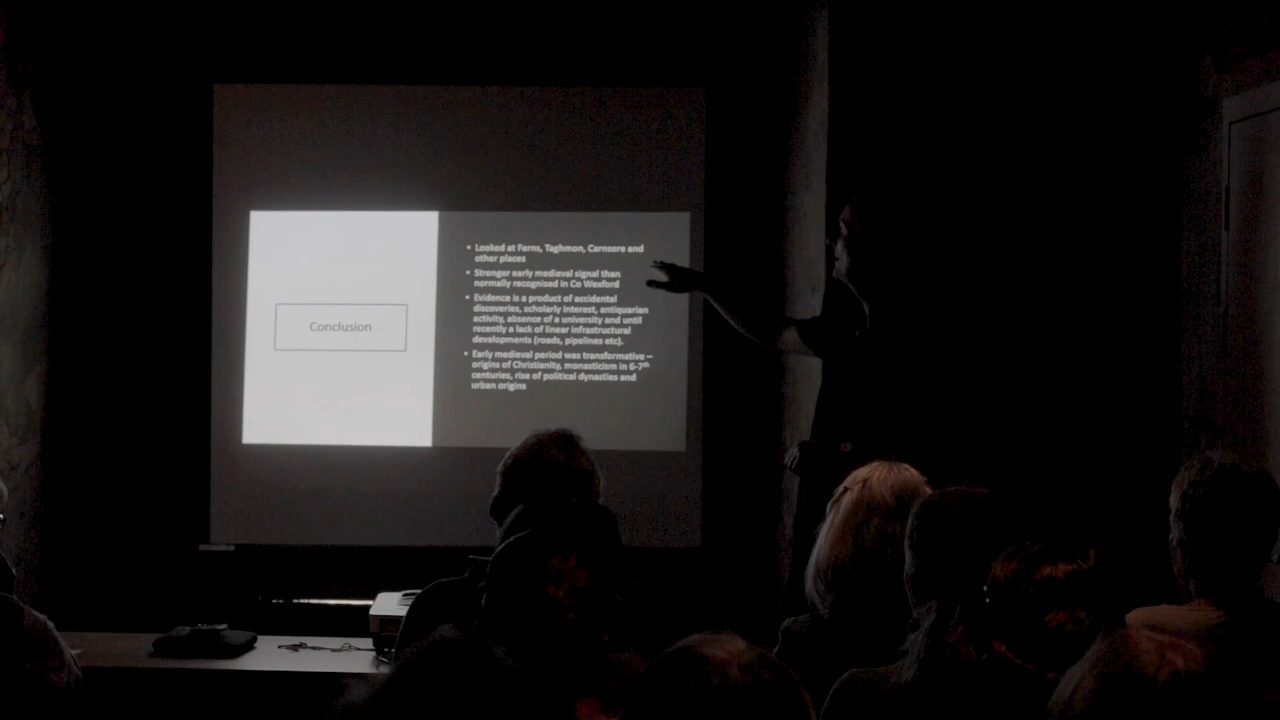 Conclusion
• Looked at Ferns, Taghmon, Carnsore and
other places
• Stronger early medieval signal than
normally recognised in Co Wexford
• Evidence is a product of accidental
discoveries, scholarly interest, antiquarian
activity, absence of a university and until
recently a lack of linear infrastructural
developments (roads, pipelines etc).
• Early medieval period was transformative –
origins of Christianity, monasticism in 6-7th
centuries, rise of political dynasties and
urban origins